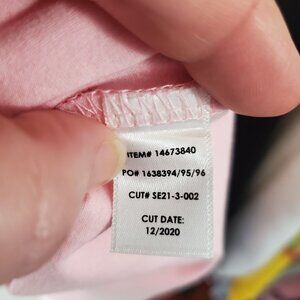 ITEM# 14673840
PO# 1638394/95/96
CUT# SE21-3-002
CUT DATE:
12/2020